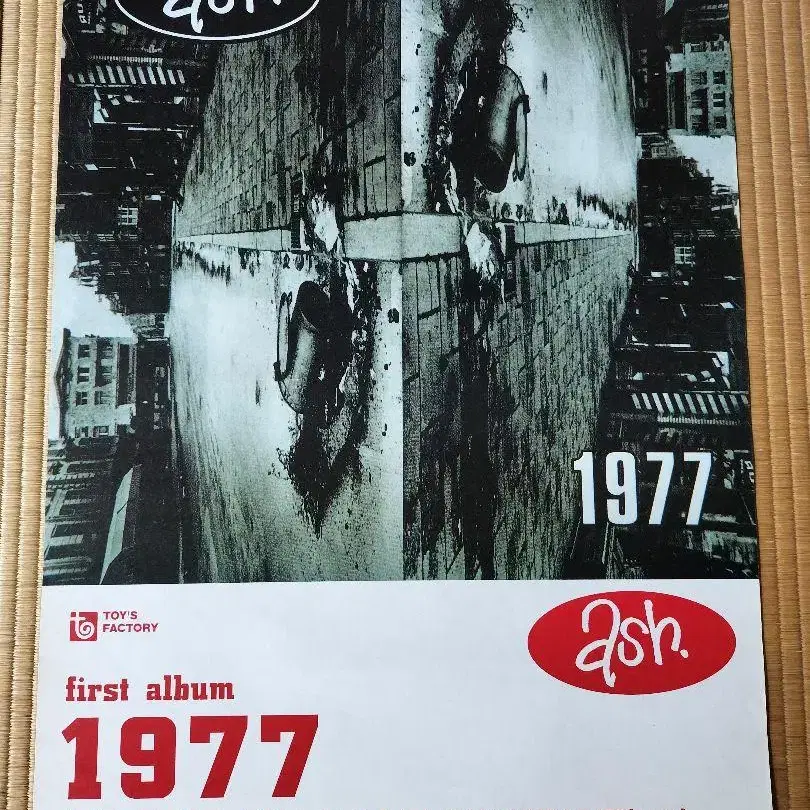 ash.
1977
TOY'S
FACTORY
ash.
first album
1977